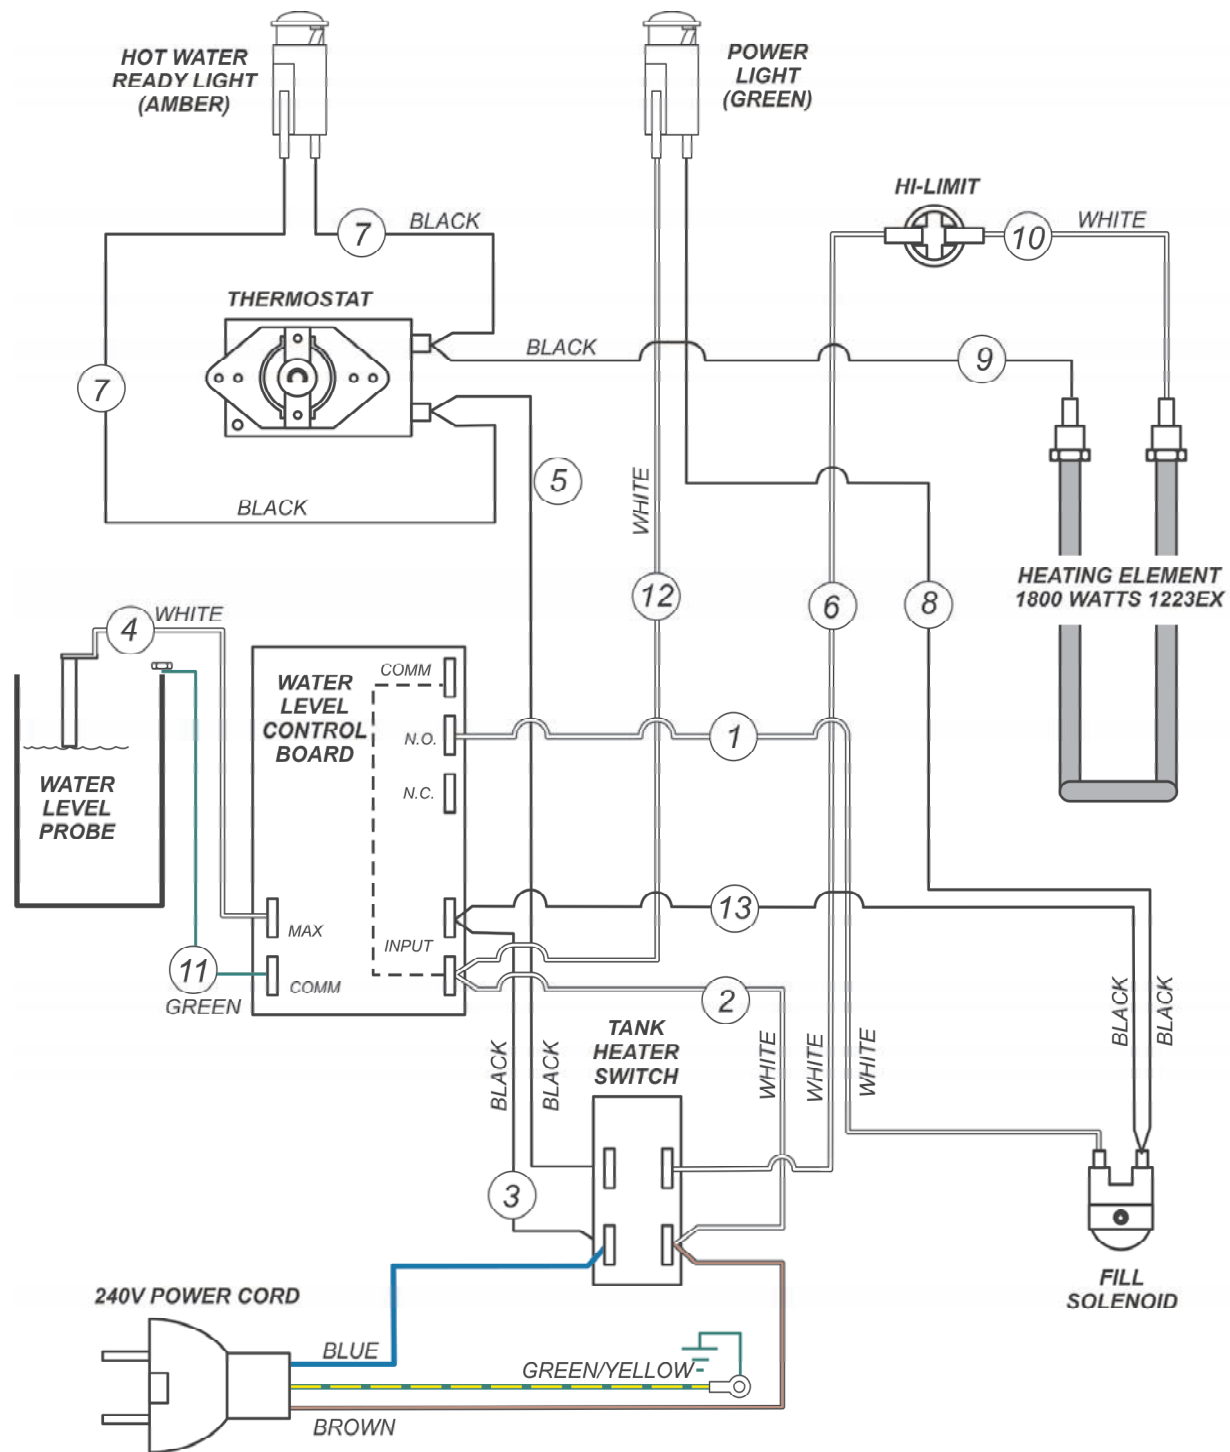 HOT WATER
READY LIGHT
(AMBER)
POWER
LIGHT
(GREEN)
HI-LIMIT
7
BLACK
10
WHITE
THERMOSTAT
BLACK
9
7
5
WHITE
BLACK
12
6
8
HEATING ELEMENT
1800 WATTS 1223EX
4
WHITE
WATER
LEVEL
CONTROL
BOARD
COMM
N.O.
1
N.C.
WATER
LEVEL
PROBE
MAX
INPUT
13
11
COMM
GREEN
2
BLACK
BLACK
TANK
HEATER
SWITCH
WHITE
WHITE
WHITE
BLACK
BLACK
3
FILL
SOLENOID
240V POWER CORD
BLUE
GREEN/YELLOW
BROWN